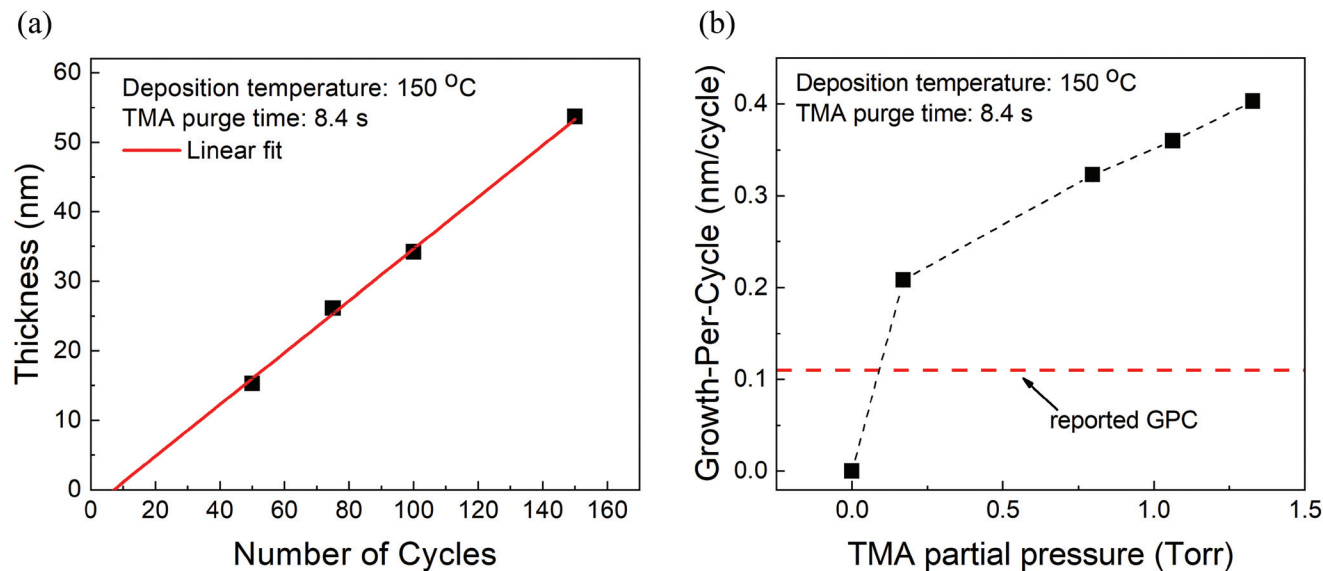 (a)
Deposition temperature: 150 °C
TMA purge time: 8.4 s
Linear fit
Thickness (nm)
60
50
40
30
20
10
0
0 20 40 60 80 100 120 140 160
Number of Cycles
(b)
Deposition temperature: 150 °C
TMA purge time: 8.4 s
Growth-Per-Cycle (nm/cycle)
0.4
0.3
0.2
0.1
0.0
reported GPC
0.0 0.5 1.0 1.5
TMA partial pressure (Torr)